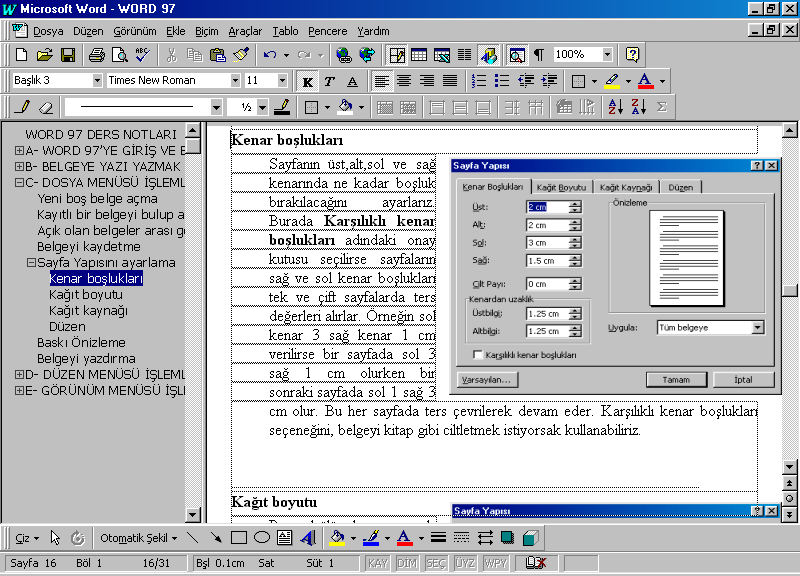 Microsoft Word - WORD 97
Dosya Düzen Görünüm Ekle Biçim Araçlar Tablo Pencere Yardım
100%
Başlık 3 Times New Roman 11 K T A
½
WORD 97 DERS NOTLARI
A- WORD 97'YE GİRİŞ VE E
B- BELGEYE YAZI YAZMAK
C- DOSYA MENÜSÜ İŞLEML
Yeni boş belge açma
Kayıtlı bir belgeyi bulup a
Açık olan belgeler arası g
Belgeyi kaydetme
Sayfa Yapısını ayarlama
Kenar boşlukları
Kağıt boyutu
Kağıt kaynağı
Düzen
Baskı Önizleme
Belgeyi yazdırma
D- DÜZEN MENÜSÜ İŞLEML
E- GÖRÜNÜM MENÜSÜ İŞLI
Kenar boşlukları
Sayfanın üst,alt,sol ve sağ
kenarında ne kadar boşluk
bırakılacağını ayarlarız.
Burada Karşılıklı kenar
boşlukları adındaki onay
kutusu seçilirse sayfaların
sağ ve sol kenar boşlukları
tek ve çift sayfalarda ters
değerleri alırlar. Örneğin sol
kenar 3 sağ kenar 1 cm
verilirse bir sayfada sol 3
sağ 1 cm olurken bir
sonraki sayfada sol 1 sağ 3
cm olur. Bu her sayfada ters çevrilerek devam eder. Karşılıklı kenar boşlukları
seçeneğini, belgeyi kitap gibi ciltletmek istiyorsak kullanabiliriz.
Sayfa Yapısı
Kenar Boşlukları Kağıt Boyutu Kağıt Kaynağı Düzen
Üst: 2 cm
Alt: 2 cm
Sol: 3 cm
Sağ: 1.5 cm
Cilt Payı: 0 cm
Kenardan uzaklık
Üstbilgi: 1.25 cm
Altbilgi: 1.25 cm
Karşılıklı kenar boşlukları
Önizleme
Uygula: Tüm belgeye
Varsayılan... Tamam İptal
Kağıt boyutu
Sayfa Yapısı
Çiz Otomatik Şekil
Sayfa 16 Böl 1 16/31 Bşl 0.1cm Sat Süt 1 KAY DIM SEÇ ÜYZ WPY